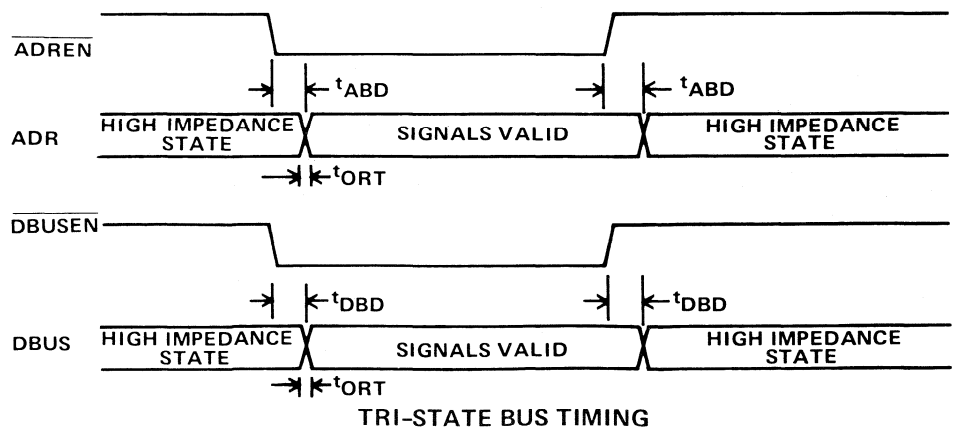 ADREN
tABD tABD
ADR HIGH IMPEDANCE STATE SIGNALS VALID HIGH IMPEDANCE STATE
tORT
DBUSEN
tDBD tDBD
DBUS HIGH IMPEDANCE STATE SIGNALS VALID HIGH IMPEDANCE STATE
tORT
TRI-STATE BUS TIMING